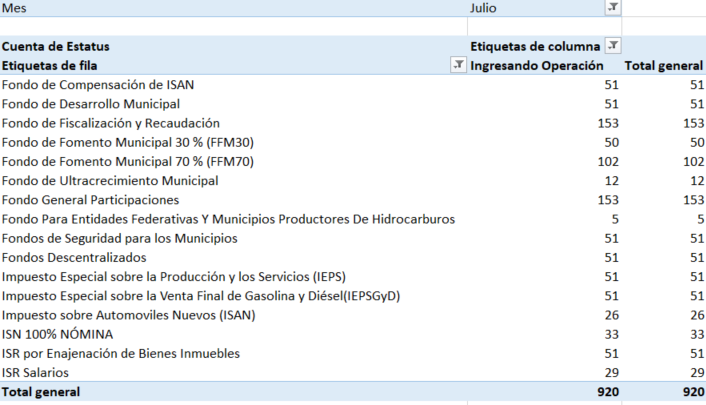 Mes Julio
Cuenta de Estatus Etiquetas de columna
Etiquetas de fila Ingresando Operación Total general
Fondo de Compensación de ISAN 51 51
Fondo de Desarrollo Municipal 51 51
Fondo de Fiscalización y Recaudación 153 153
Fondo de Fomento Municipal 30 % (FFM30) 50 50
Fondo de Fomento Municipal 70 % (FFM70) 102 102
Fondo de Ultracrecimiento Municipal 12 12
Fondo General Participaciones 153 153
Fondo Para Entidades Federativas Y Municipios Productores De Hidrocarburos 5 5
Fondos de Seguridad para los Municipios 51 51
Fondos Descentralizados 51 51
Impuesto Especial sobre la Producción y los Servicios (IEPS) 51 51
Impuesto Especial sobre la Venta Final de Gasolina y Diésel(IEPSGyD) 51 51
Impuesto sobre Automoviles Nuevos (ISAN) 26 26
ISN 100% NÓMINA 33 33
ISR por Enajenación de Bienes Inmuebles 51 51
ISR Salarios 29 29
Total general 920 920